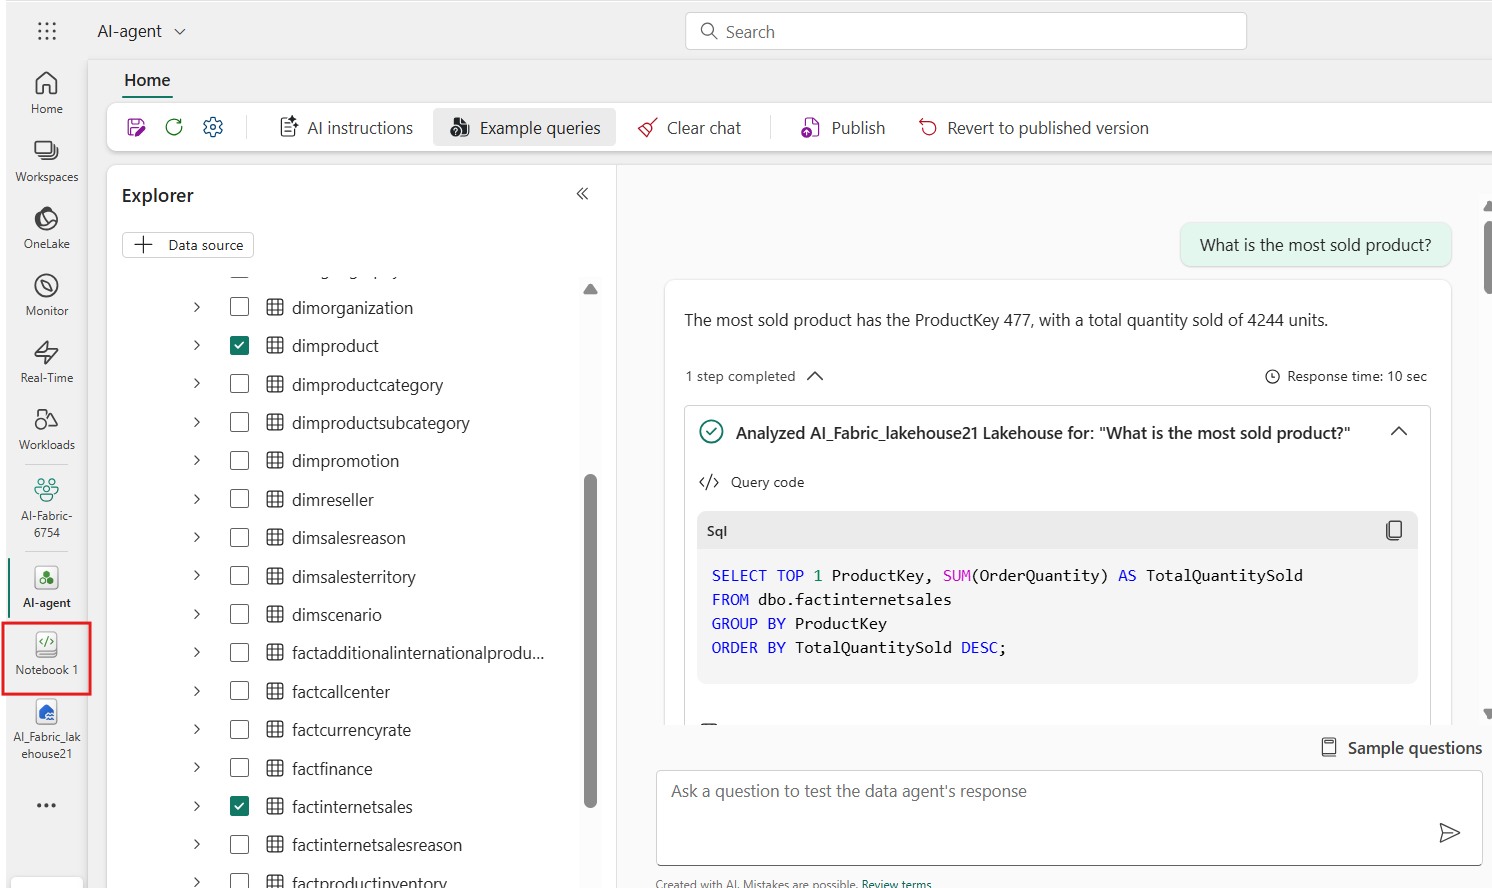 AI-agent
Search
Home
Workspaces
OneLake
Monitor
Real-Time
Workloads
AI-Fabric-
6754
AI-agent
Notebook 1
AI_Fabric_lak
ehouse21
Home
AI instructions
Example queries
Clear chat
Publish
Revert to published version
Explorer
Data source
dimorganization
dimproduct
dimproductcategory
dimproductsubcategory
dimpromotion
dimreseller
dimsalesreason
dimsalesterritory
dimscenario
factadditionalinternationalprodu...
factcallcenter
factcurrencyrate
factfinance
factinternetsales
factinternetsalesreason
factproductinventory
What is the most sold product?
The most sold product has the ProductKey 477, with a total quantity sold of 4244 units.
1 step completed
Response time: 10 sec
Analyzed AI_Fabric_lakehouse21 Lakehouse for: "What is the most sold product?"
</> Query code
Sql
SELECT TOP 1 ProductKey, SUM(OrderQuantity) AS TotalQuantitySold
FROM dbo.factinternetsales
GROUP BY ProductKey
ORDER BY TotalQuantitySold DESC;
Sample questions
Ask a question to test the data agent's response
Created with AI. Mistakes are possible. Review terms